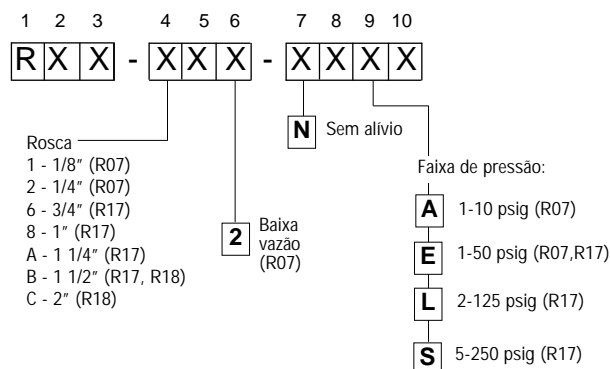 1 2 3 4 5 6 7 8 9 10
R X X - X X X - X X X X
N Sem alívio
Rosca
1 - 1/8" (R07)
2 - 1/4" (R07)
6 - 3/4" (R17)
8 - 1" (R17)
A - 1 1/4" (R17)
B - 1 1/2" (R17, R18)
C - 2" (R18)
2 Baixa
vazão
(R07)
Faixa de pressão:
A 1-10 psig (R07)
E 1-50 psig (R07,R17)
L 2-125 psig (R17)
S 5-250 psig (R17)